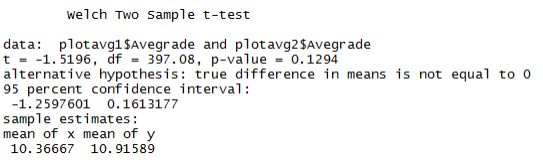 Welch Two Sample t-test
data:  plotavg1$Avegrade and plotavg2$Avegrade
t = -1.5196, df = 397.08, p-value = 0.1294
alternative hypothesis: true difference in means is not equal to 0
95 percent confidence interval:
 -1.2597601  0.1613177
sample estimates:
mean of x mean of y
 10.36667  10.91589